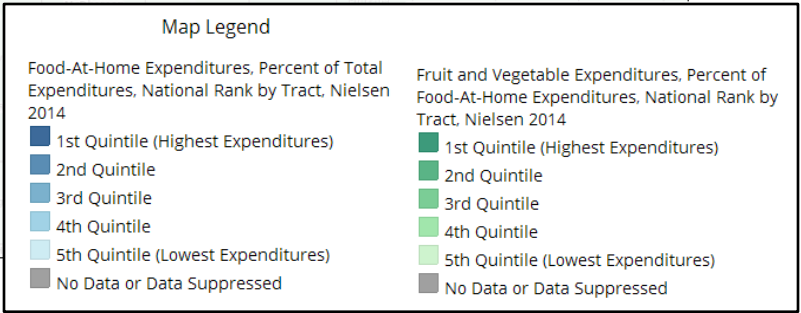 Map Legend
Food-At-Home Expenditures, Percent of Total
Expenditures, National Rank by Tract, Nielsen
2014
1st Quintile (Highest Expenditures)
2nd Quintile
3rd Quintile
4th Quintile
5th Quintile (Lowest Expenditures)
No Data or Data Suppressed
Fruit and Vegetable Expenditures, Percent of
Food-At-Home Expenditures, National Rank by
Tract, Nielsen 2014
1st Quintile (Highest Expenditures)
2nd Quintile
3rd Quintile
4th Quintile
5th Quintile (Lowest Expenditures)
No Data or Data Suppressed